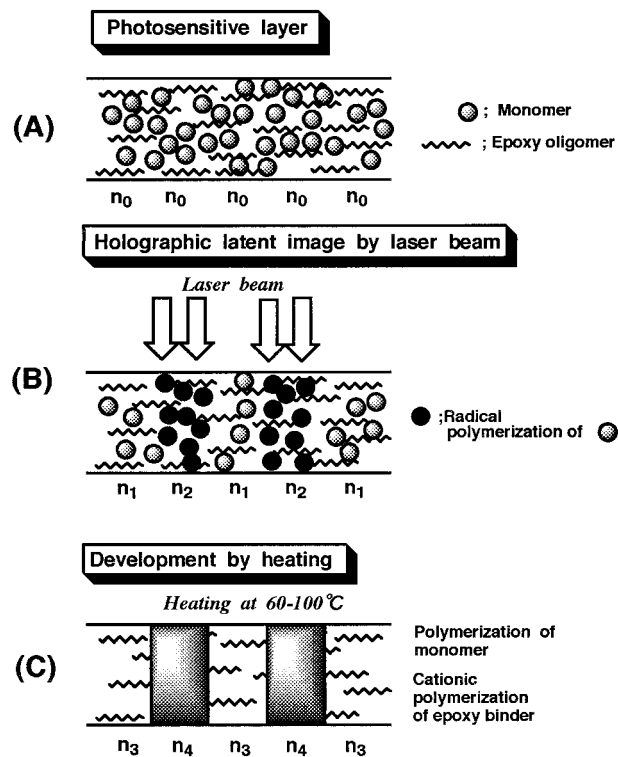 Photosensitive layer
(A)
; Monomer
; Epoxy oligomer
n0 n0 n0 n0 n0
Holographic latent image by laser beam
Laser beam
(B)
;Radical
polymerization of
n1 n2 n1 n2 n1
Development by heating
Heating at 60-100℃
(C)
Polymerization of
monomer
Cationic
polymerization
of epoxy binder
n3 n4 n3 n4 n3